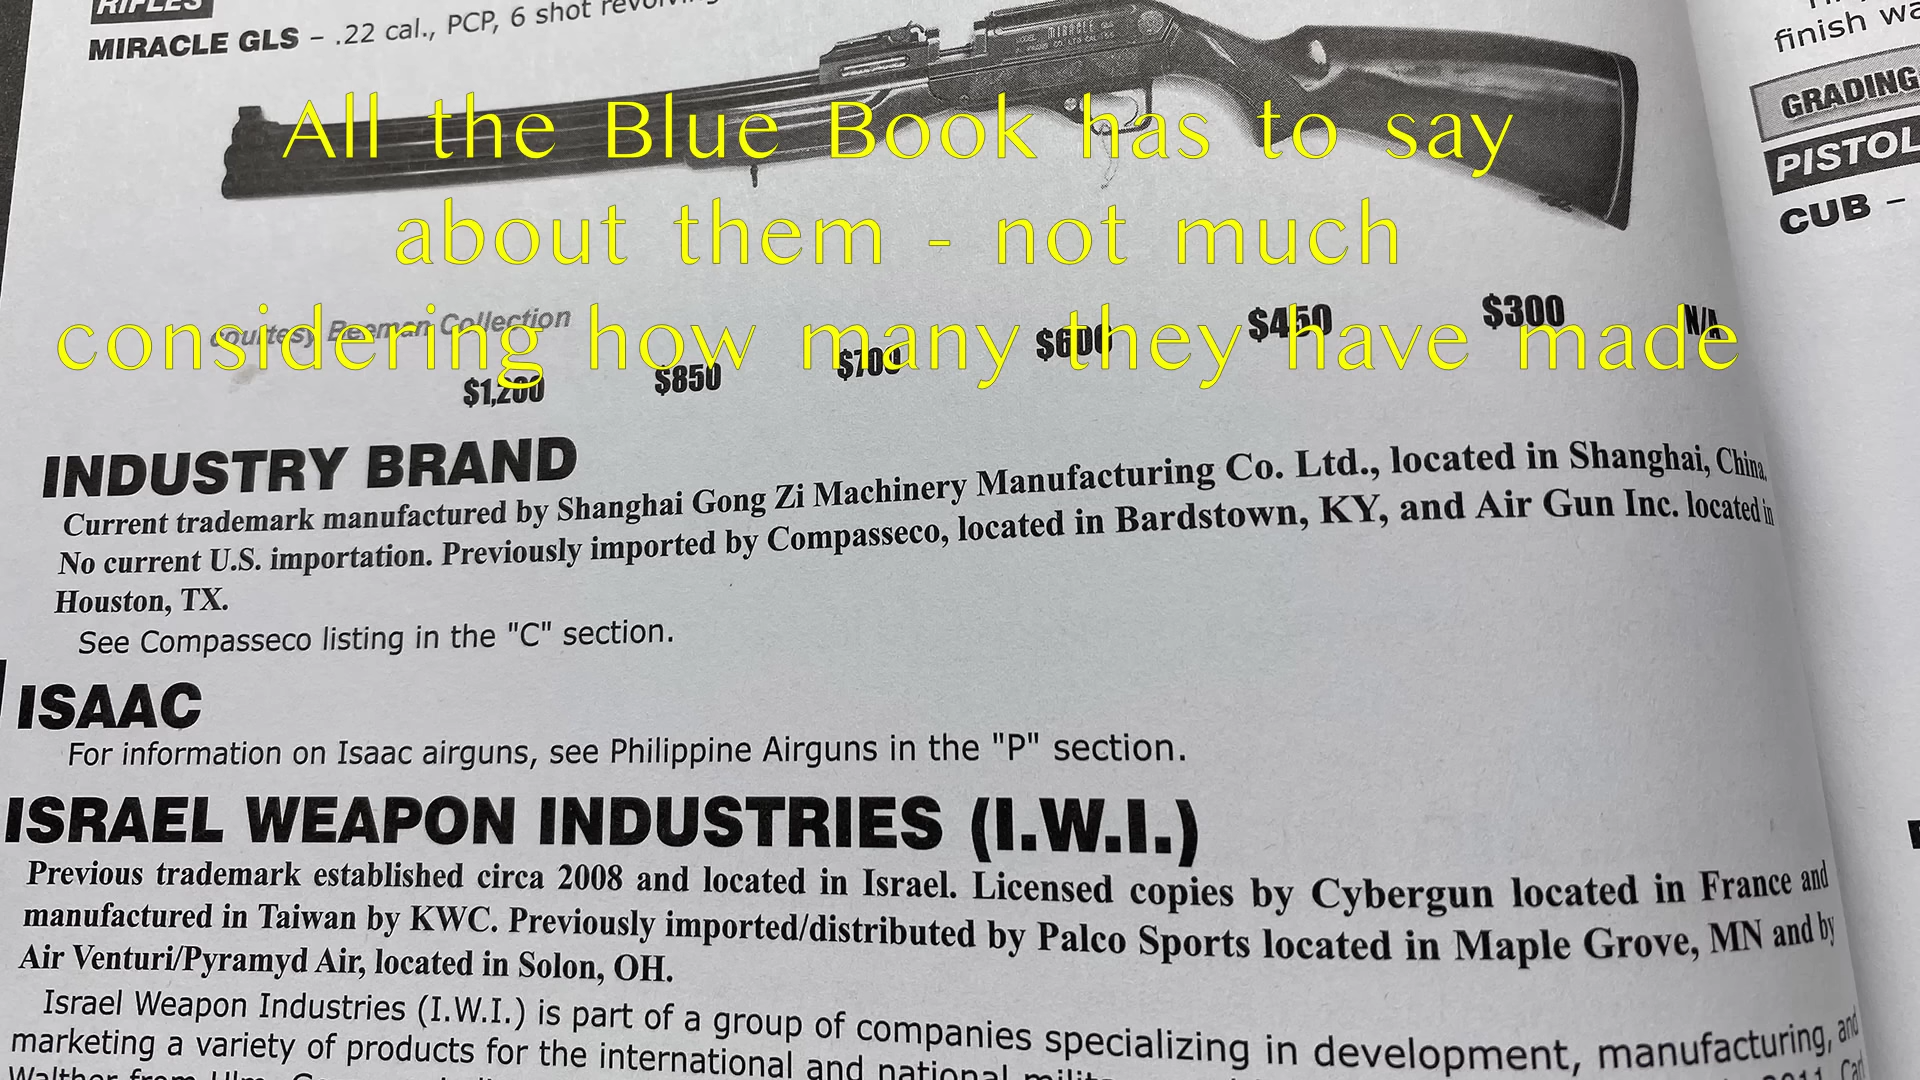 RIFLES
MIRACLE GLS – .22 cal., PCP, 6 shot
All the Blue Book has to say
about them - not much
considering how many they have made
courtesy Beeman Collection
$1,200 $850 $700 $600 $450 $300 N/A
INDUSTRY BRAND
Current trademark manufactured by Shanghai Gong Zi Machinery Manufacturing Co. Ltd., located in Shanghai, China.
No current U.S. importation. Previously imported by Compasseco, located in Bardstown, KY, and Air Gun Inc. located in
Houston, TX.
See Compasseco listing in the "C" section.
ISAAC
For information on Isaac airguns, see Philippine Airguns in the "P" section.
ISRAEL WEAPON INDUSTRIES (I.W.I.)
Previous trademark established circa 2008 and located in Israel. Licensed copies by Cybergun located in France and
manufactured in Taiwan by KWC. Previously imported/distributed by Palco Sports located in Maple Grove, MN and by
Air Venturi/Pyramyd Air, located in Solon, OH.
Israel Weapon Industries (I.W.I.) is part of a group of companies specializing in development, manufacturing, and
marketing a variety of products for the international and national
finish
GRADING
PISTOL
CUB –